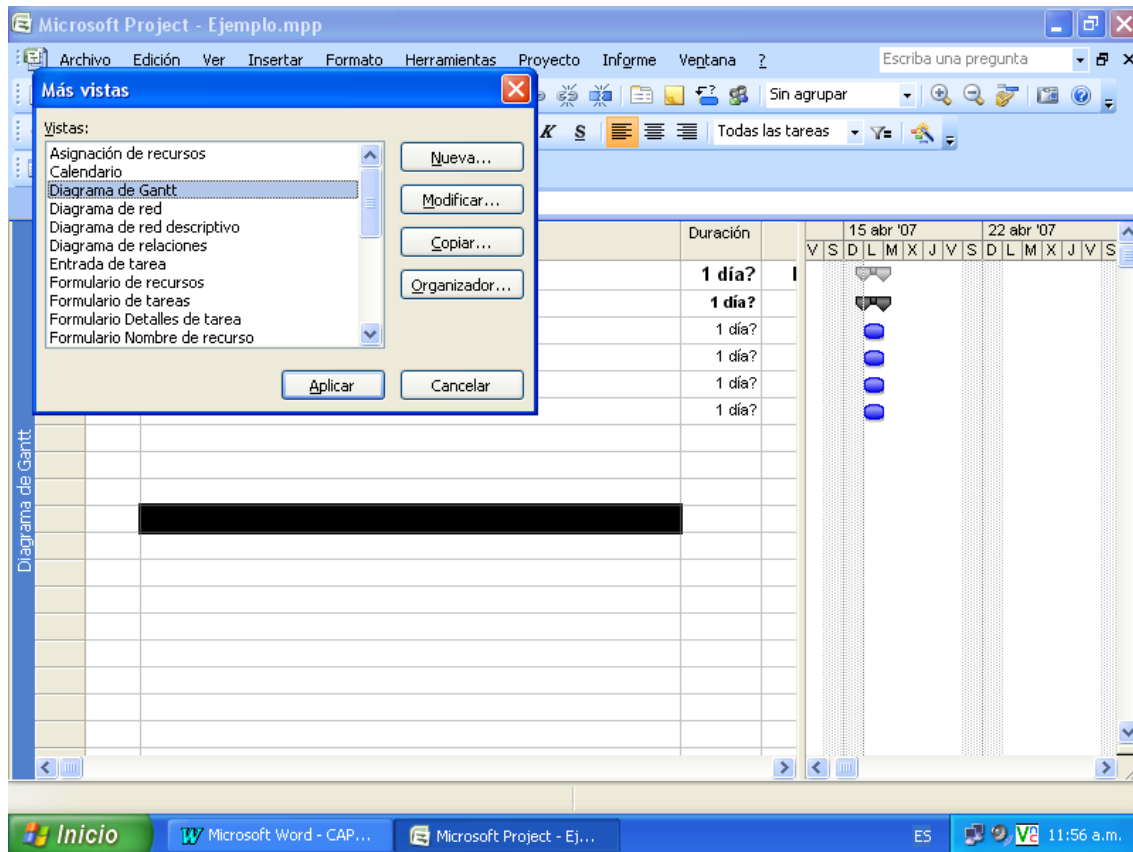 Microsoft Project - Ejemplo.mpp
Archivo Edición Ver Insertar Formato Herramientas Proyecto Informe Ventana ? Escriba una pregunta
Más vistas
Sin agrupar
Vistas:
K S Todas las tareas
Asignación de recursos
Calendario
Diagrama de Gantt
Diagrama de red
Diagrama de red descriptivo
Diagrama de relaciones
Entrada de tarea
Formulario de recursos
Formulario de tareas
Formulario Detalles de tarea
Formulario Nombre de recurso
Nueva...
Modificar...
Copiar...
Organizador...
Aplicar Cancelar
Duración
15 abr '07 22 abr '07
V S D L M X J V S D L M X J V S
1 día?
1 día?
1 día?
1 día?
1 día?
1 día?
Diagrama de Gantt
Inicio Microsoft Word - CAP... Microsoft Project - Ej... ES 11:56 a.m.